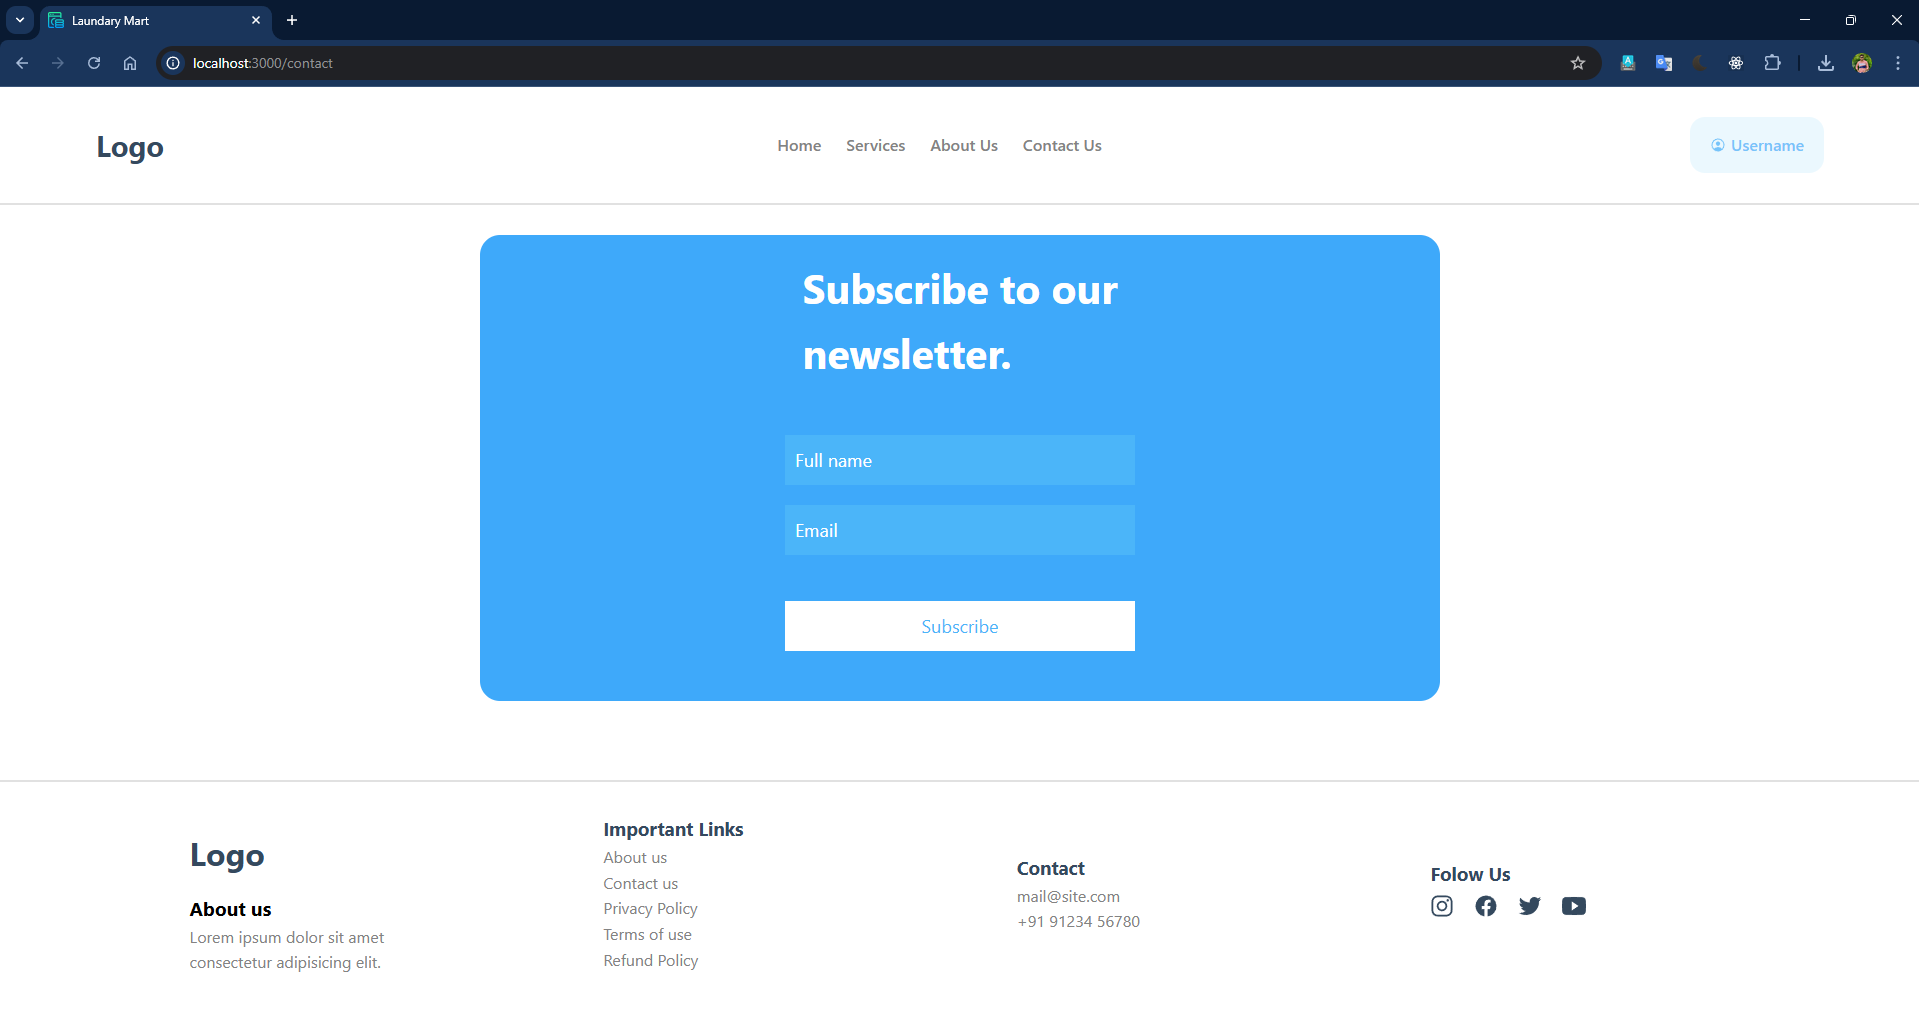 Laundary Mart
localhost:3000/contact
Logo
Home Services About Us Contact Us
Username
Subscribe to our
newsletter.
Full name
Email
Subscribe
Logo
About us
Lorem ipsum dolor sit amet
consectetur adipisicing elit.
Important Links
About us
Contact us
Privacy Policy
Terms of use
Refund Policy
Contact
mail@site.com
+91 91234 56780
Folow Us